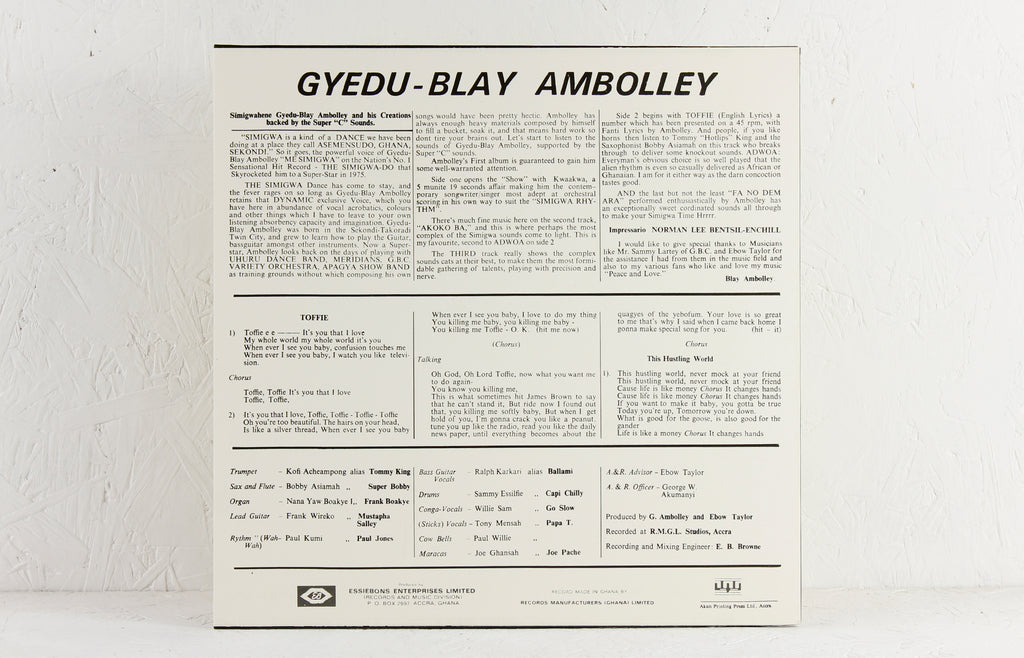 GYEDU-BLAY AMBOLLEY
Simigwahene Gyedu-Blay Ambolley and his Creations
backed by the Super "C" Sounds.
"SIMIGWA is a kind of a DANCE we have been
doing at a place they call ASEMENSUDO, GHANA,
SEKONDI." So it goes, the powerful voice of Gyedu-
Blay Ambolley "ME SIMIGWA" on the Nation's No. 1
Sensational Hit Record - THE SIMIGWA-DO that
Skyrocketed him to a Super-Star in 1975.
THE SIMIGWA Dance has come to stay, and
the fever rages on so long as Gyedu-Blay Ambolley
retains that DYNAMIC exclusive Voice, which you
have here in abundance of vocal acrobatics, colours
and other things which I have to leave to your own
listening absorbency capacity and imagination. Gyedu-
Blay Ambolley was born in the Sekondi-Takoradi
Twin City, and grew to learn how to play the Guitar,
bassguitar amongst other instruments. Now a Super-
star, Ambolley looks back on the days of playing with
UHURU DANCE BAND, MERIDIANS, G.B.C.
VARIETY ORCHESTRA, APAGYA SHOW BAND
as training grounds without which composing his own
songs would have been pretty hectic. Ambolley has
always enough heavy materials composed by himself
to fill a bucket, soak it, and that means hard work so
dont tire your brains out. Let's start to listen to the
sounds of Gyedu-Blay Ambolley, supported by the
Super "C" sounds.
Ambolley's First album is guaranteed to gain him
some well-warranted attention.
Side one opens the "Show" with Kwaakwa, a
5 munite 19 seconds affair making him the contem-
porary songwriter/singer most adept at orchestral
scoring in his own way to suit the "SIMIGWA RHY-
THM".
There's much fine music here on the second track,
"AKOKO BA," and this is where perhaps the most
complex of the Simigwa sounds come to light. This is
my favourite, second to ADWOA on side 2
The THIRD track really shows the complex
sounds eats at their best, to make them the most formi-
dable gathering of talents, playing with precision and
nerve.
Side 2 begins with TOFFIE (English Lyrics) a
number which has been presented on a 45 rpm, with
Fanti Lyrics by Ambolley. And people, if you like
horns then listen to Tommy "Hotlips" King and the
Saxophonist Bobby Asiamah on this track who breaks
through to deliver some knockout sounds. ADWOA:
Everyman's obvious choice is so well played that the
alien rhythm is even so casually delivered as African or
Ghanaian. I am for it either way as the darn concoction
tastes good.
AND the last but not the least "FA NO DEM
ARA" performed enthusiastically by Ambolley has
an exceptionally sweet cordinated sounds all through
to make your Simigwa Time Hrrrr.
Impressario NORMAN LEE BENTSIL-ENCHILL
I would like to give special thanks to Musicians
like Mr. Sammy Lartey of G.B.C. and Ebow Taylor for
the assistance I had from them in the music field and
also to my various fans who like and love my music
"Peace and Love."
Blay Ambolley.
TOFFIE
1) Toffie e e —— It's you that I love
My whole world my whole world it's you
When ever I see you baby, confusion touches me
When ever I see you baby, I watch you like televi-
sion.
Chorus
Toffie, Toffie It's you that I love
Toffie, Toffie,
2) It's you that I love, Toffie, Toffie - Toffie - Toffie
Oh you're too beautiful. The hairs on your head,
Is like a silver thread, When ever I see you baby
When ever I see you baby, I love to do my thing
You killing me baby, you killing me baby -
You killing me Toffie - O. K. (hit me now)
(Chorus)
Talking
Oh God, Oh Lord Toffie, now what you want me
to do again-
You know you killing me,
This is what sometimes hit James Brown to say
that he can't stand it, But ride now I found out
that, you killing me softly baby, But when I get
hold of you, I'm gonna crack you like a peanut,
tune you up like the radio, read you like the daily
news paper, until everything becomes about the
quagyes of the yebofum. Your love is so great
to me that's why I said when I came back home I
gonna make special song for you. (hit - it)
Chorus
This Hustling World
1). This hustling world, never mock at your friend
This hustling world, never mock at your friend
Cause life is like money Chorus It changes hands
Cause life is like money Chorus It changes hands
If you want to make it baby, you gotta be true
Today you're up, Tomorrow you're down.
What is good for the goose, is also good for the
gander
Life is like a money Chorus It changes hands
Trumpet – Kofi Acheampong alias Tommy King
Sax and Flute – Bobby Asiamah ,, Super Bobby
Organ – Nana Yaw Boakye I,, Frank Boakye
Lead Guitar – Frank Wireko ,, Mustapha
Salley
Rythm " (Wah- Paul Kumi ,, Paul Jones
Wah)
Bass Guitar – Ralph Karkari alias Ballami
Vocals
Drums – Sammy Essilfie ,, Capi Chilly
Conga-Vocals – Willie Sam ,, Go Slow
(Sticks) Vocals – Tony Mensah ,, Papa T.
Cow Bells – Paul Willie ,,
Maracas – Joe Ghansah ,, Joe Pache
A.&R. Advisor – Ebow Taylor
A. & R. Officer – George W.
Akumanyi
Produced by G. Ambolley and Ebow Taylor
Recorded at R.M.G.L. Studios, Accra
Recording and Mixing Engineer: E. B. Browne
Produced by
ESSIEBONS ENTERPRISES LIMITED
(RECORDS AND MUSIC DIVISION)
P. O. BOX 2692 ACCRA, GHANA
RECORD MADE IN GHANA BY
RECORDS MANUFACTURERS (GHANA) LIMITED
Akan Printing Press Ltd., Accra